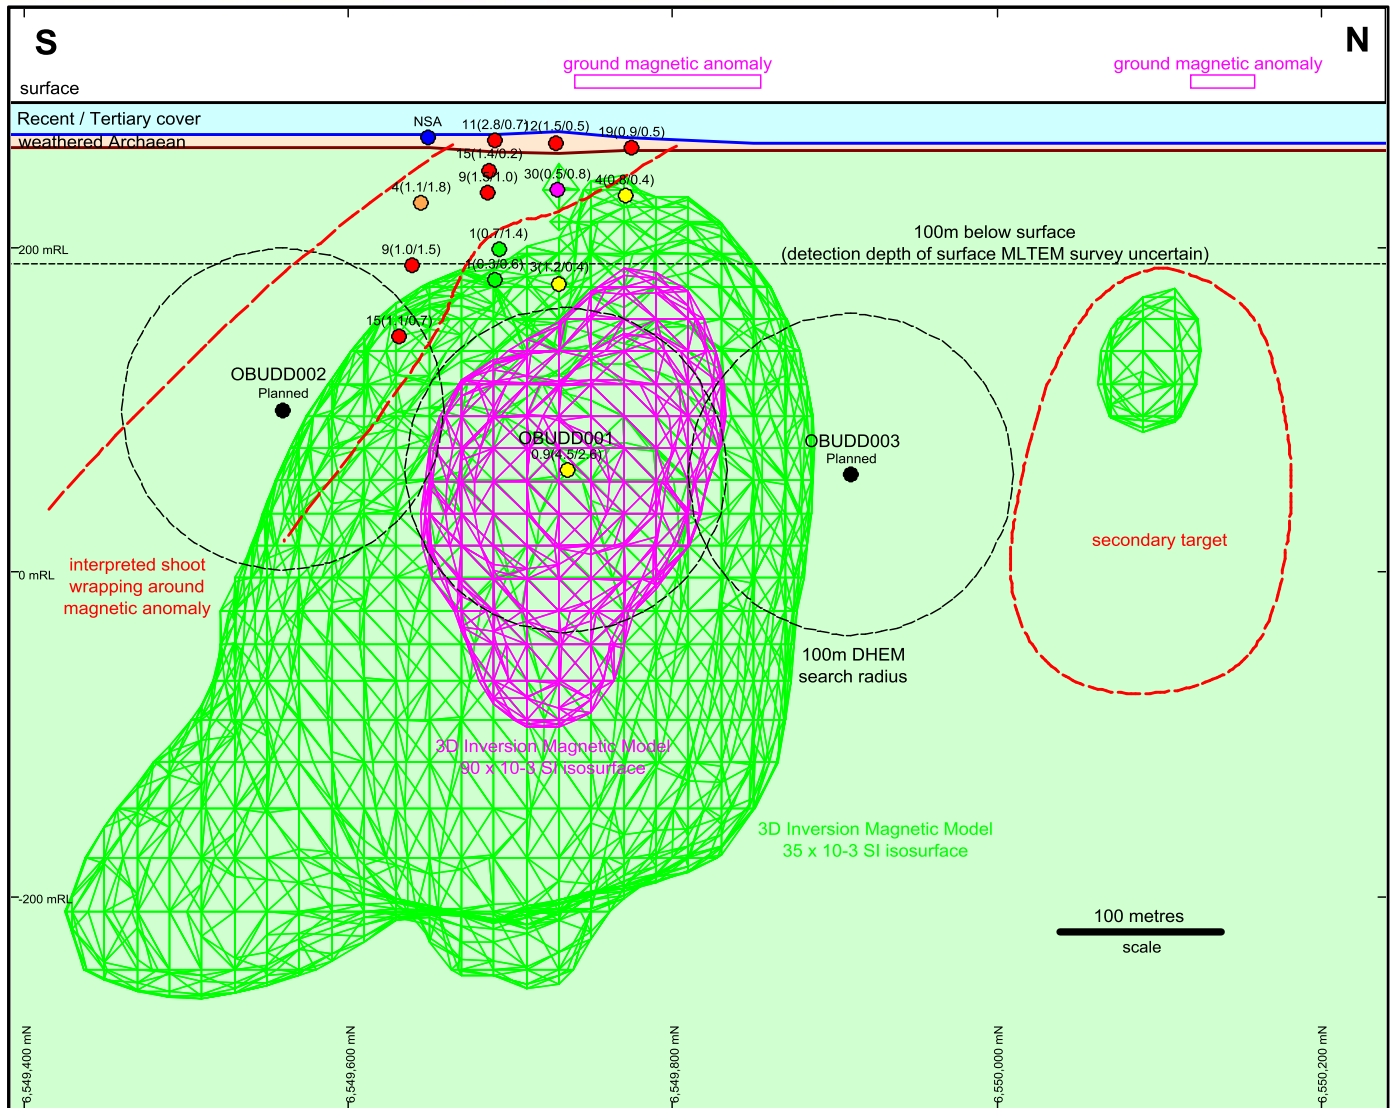 S
N
ground magnetic anomaly
ground magnetic anomaly
surface
Recent / Tertiary cover
weathered Archaean
NSA
11(2.8/0.7)
12(1.5/0.5)
19(0.9/0.5)
15(1.4/0.2)
9(1.5/1.0)
30(0.5/0.8)
4(0.8/0.4)
4(1.1/1.8)
1(0.7/1.4)
9(1.0/1.5)
1(0.3/0.6)
3(1.2/0.4)
15(1.1/0.7)
200 mRL
100m below surface
(detection depth of surface MLTEM survey uncertain)
OBUDD002
Planned
OBUDD001
0.9(4.5/2.6)
OBUDD003
Planned
interpreted shoot
wrapping around
magnetic anomaly
0 mRL
secondary target
100m DHEM
search radius
3D Inversion Magnetic Model
90 x 10-3 SI isosurface
3D Inversion Magnetic Model
35 x 10-3 SI isosurface
-200 mRL
100 metres
scale
6,549,400 mN
6,549,600 mN
6,549,800 mN
6,550,000 mN
6,550,200 mN